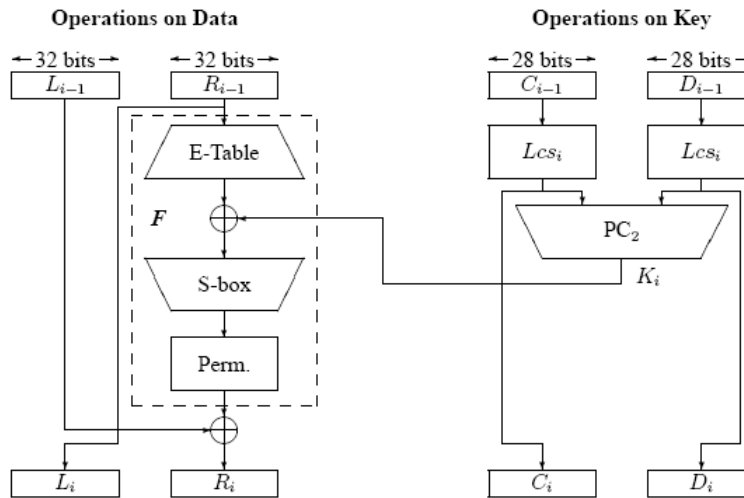 Operations on Data
Operations on Key
32 bits
32 bits
28 bits
28 bits
L_{i-1}
R_{i-1}
C_{i-1}
D_{i-1}
E-Table
Lcs_i
Lcs_i
F
PC_2
S-box
K_i
Perm.
L_i
R_i
C_i
D_i